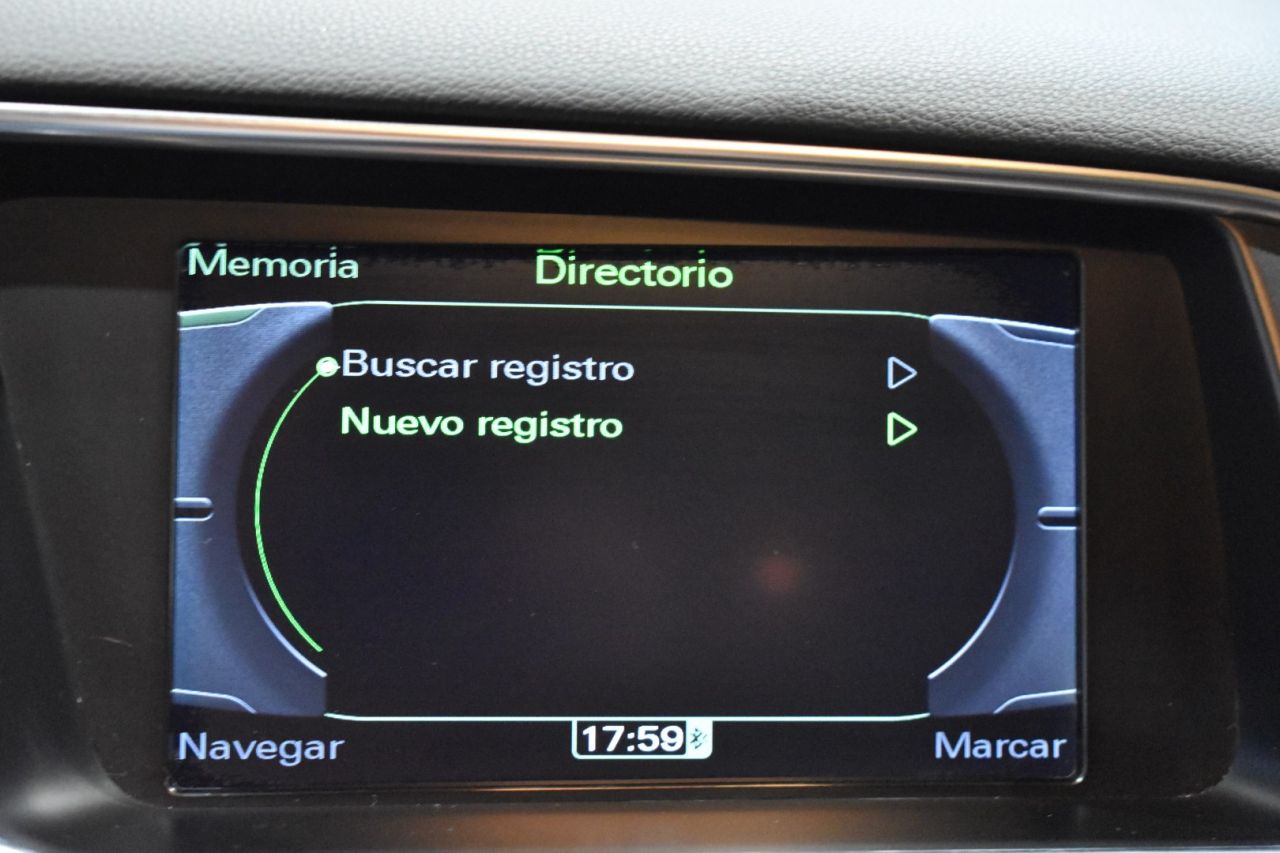 Memoria
Directorio
Buscar registro
Nuevo registro
Navegar
17:59
Marcar